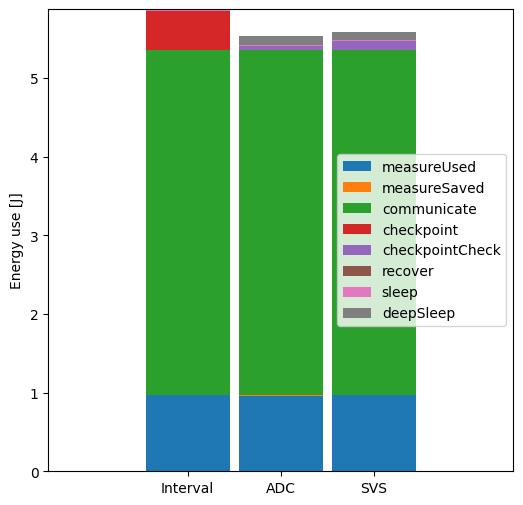 Energy use [J]
5
4
3
2
1
0
measureUsed
measureSaved
communicate
checkpoint
checkpointCheck
recover
sleep
deepSleep
Interval
ADC
SVS